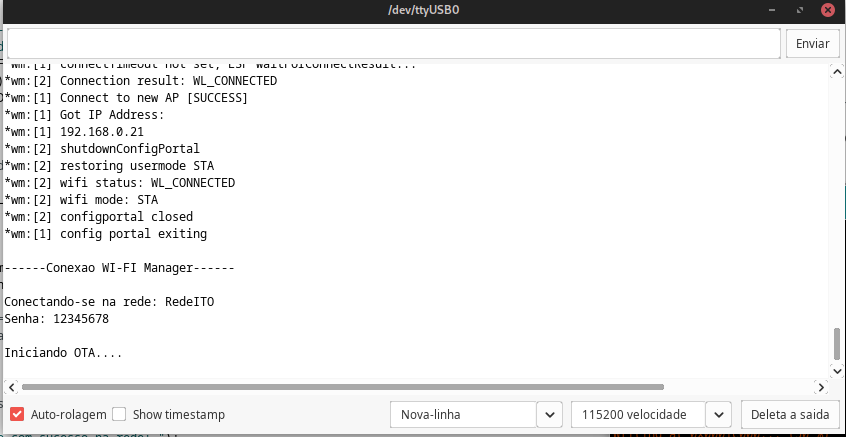 /dev/ttyUSB0
Enviar
*wm:[1] connectTimeout not set, ESP waitForConnectResult...
*wm:[2] Connection result: WL_CONNECTED
*wm:[1] Connect to new AP [SUCCESS]
*wm:[1] Got IP Address:
*wm:[1] 192.168.0.21
*wm:[2] shutdownConfigPortal
*wm:[2] restoring usermode STA
*wm:[2] wifi status: WL_CONNECTED
*wm:[2] wifi mode: STA
*wm:[2] configportal closed
*wm:[1] config portal exiting
------Conexao WI-FI Manager------
Conectando-se na rede: RedeITO
Senha: 12345678
Iniciando OTA....
Auto-rolagem Show timestamp Nova-linha 115200 velocidade Deleta a saida